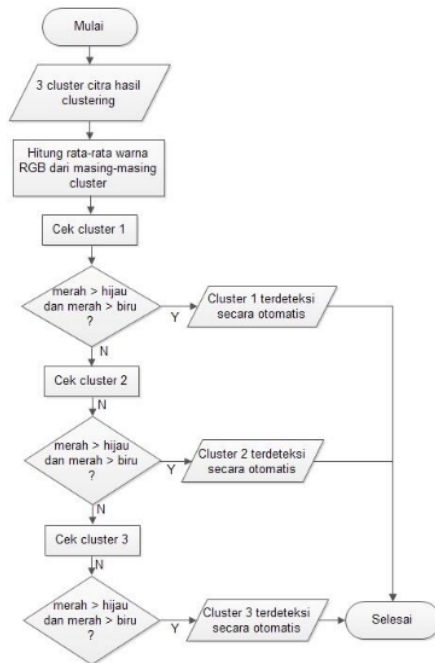 Mulai
3 cluster citra hasil
clustering
Hitung rata-rata warna
RGB dari masing-masing
cluster
Cek cluster 1
merah > hijau
dan merah > biru
?
Y
Cluster 1 terdeteksi
secara otomatis
N
Cek cluster 2
N
merah > hijau
dan merah > biru
?
Y
Cluster 2 terdeteksi
secara otomatis
N
Cek cluster 3
N
merah > hijau
dan merah > biru
?
Y
Cluster 3 terdeteksi
secara otomatis
Selesai